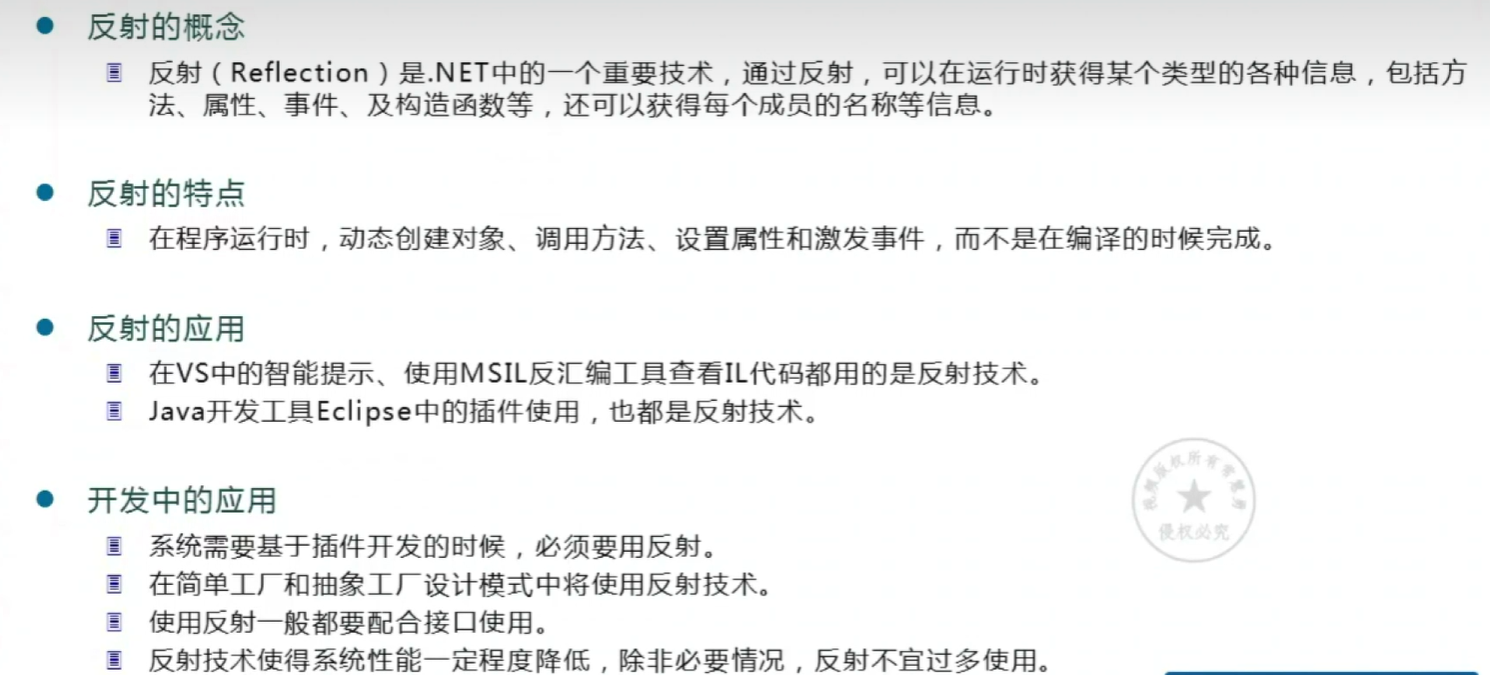 反射的概念
反射（Reflection）是.NET中的一个重要技术，通过反射，可以在运行时获得某个类型的各种信息，包括方
法、属性、事件、及构造函数等，还可以获得每个成员的名称等信息。
反射的特点
在程序运行时，动态创建对象、调用方法、设置属性和激发事件，而不是在编译的时候完成。
反射的应用
在VS中的智能提示、使用MSIL反汇编工具查看IL代码都用的是反射技术。
Java开发工具Eclipse中的插件使用，也都是反射技术。
开发中的应用
系统需要基于插件开发的时候，必须要用反射。
在简单工厂和抽象工厂设计模式中将使用反射技术。
使用反射一般都要配合接口使用。
反射技术使得系统性能一定程度降低，除非必要情况，反射不宜过多使用。
视频版权所有常慧勇
侵权必究